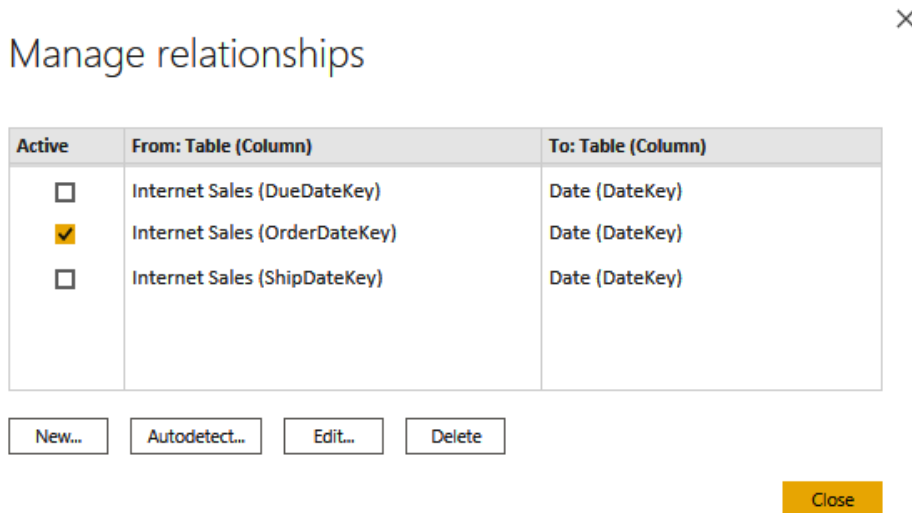 Manage relationships
Active From: Table (Column) To: Table (Column)
Internet Sales (DueDateKey) Date (DateKey)
Internet Sales (OrderDateKey) Date (DateKey)
Internet Sales (ShipDateKey) Date (DateKey)
New... Autodetect... Edit... Delete
Close